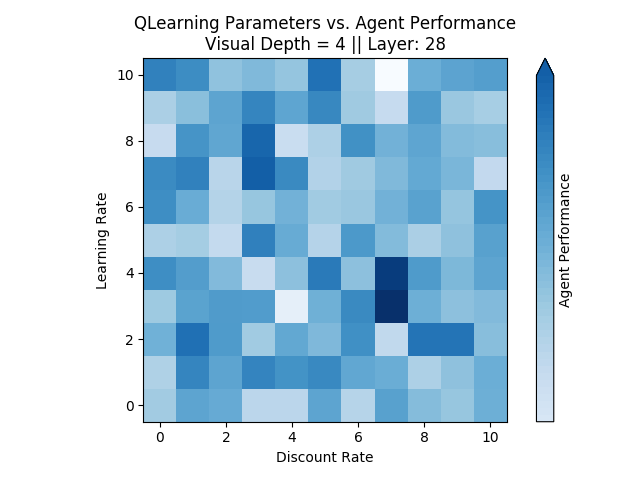 QLearning Parameters vs. Agent Performance
Visual Depth = 4 || Layer: 28
Learning Rate
10
8
6
4
2
0
0 2 4 6 8 10
Discount Rate
Agent Performance